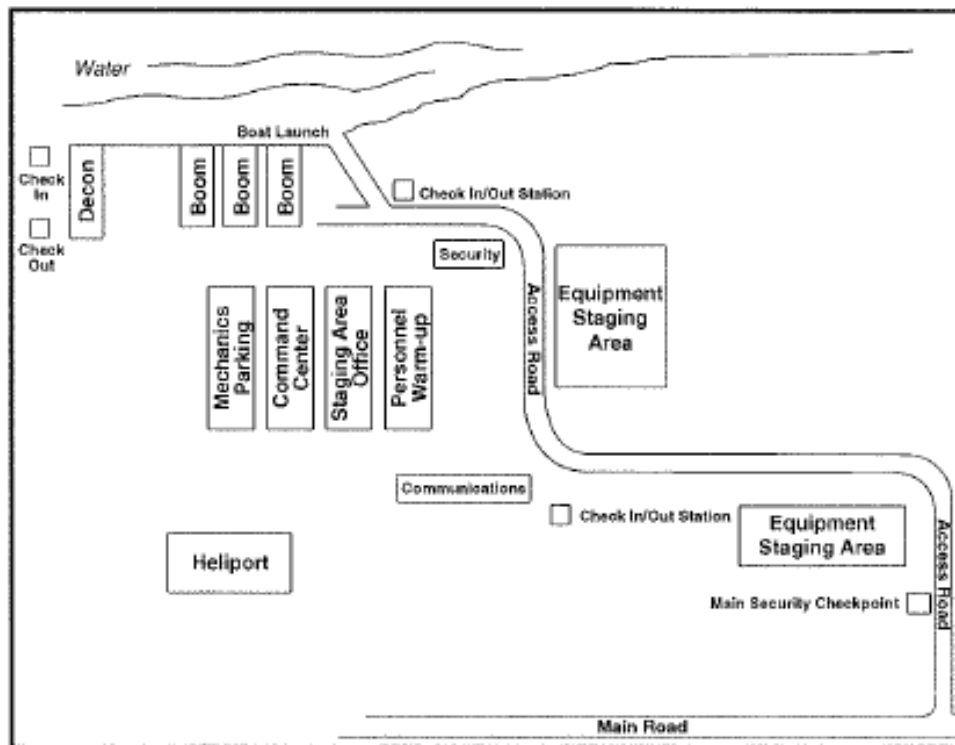 Water
Boat Launch
Check
In
Decon
Boom
Boom
Boom
Check In/Out Station
Check
Out
Security
Equipment
Staging
Area
Access Road
Mechanics
Parking
Command
Center
Staging Area
Office
Personnel
Warm-up
Communications
Check In/Out Station
Equipment
Staging Area
Access Road
Heliport
Main Security Checkpoint
Main Road